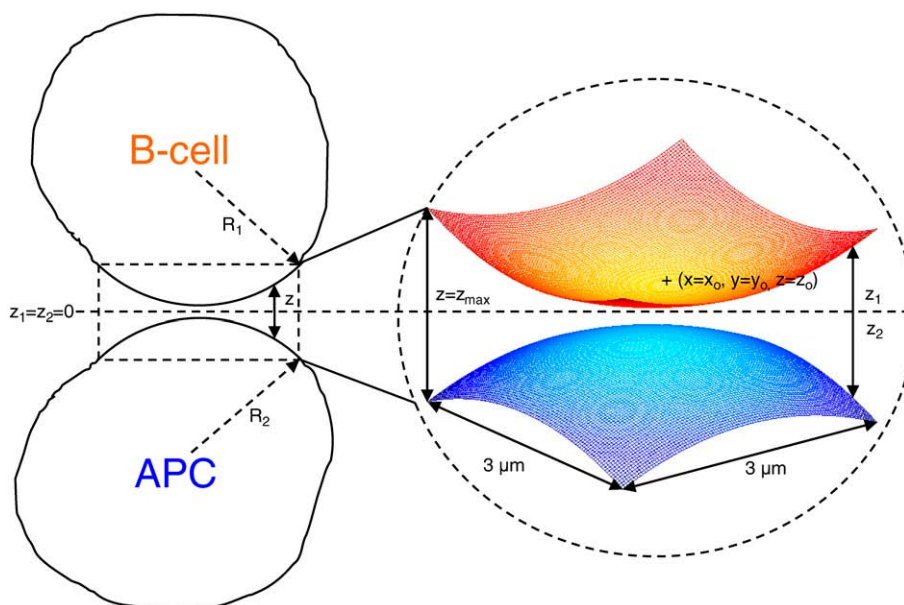 B-cell
R1
z
z1=z2=0
R2
APC
z=zmax
+ (x=xo, y=yo, z=zo)
z1
z2
3 µm
3 µm